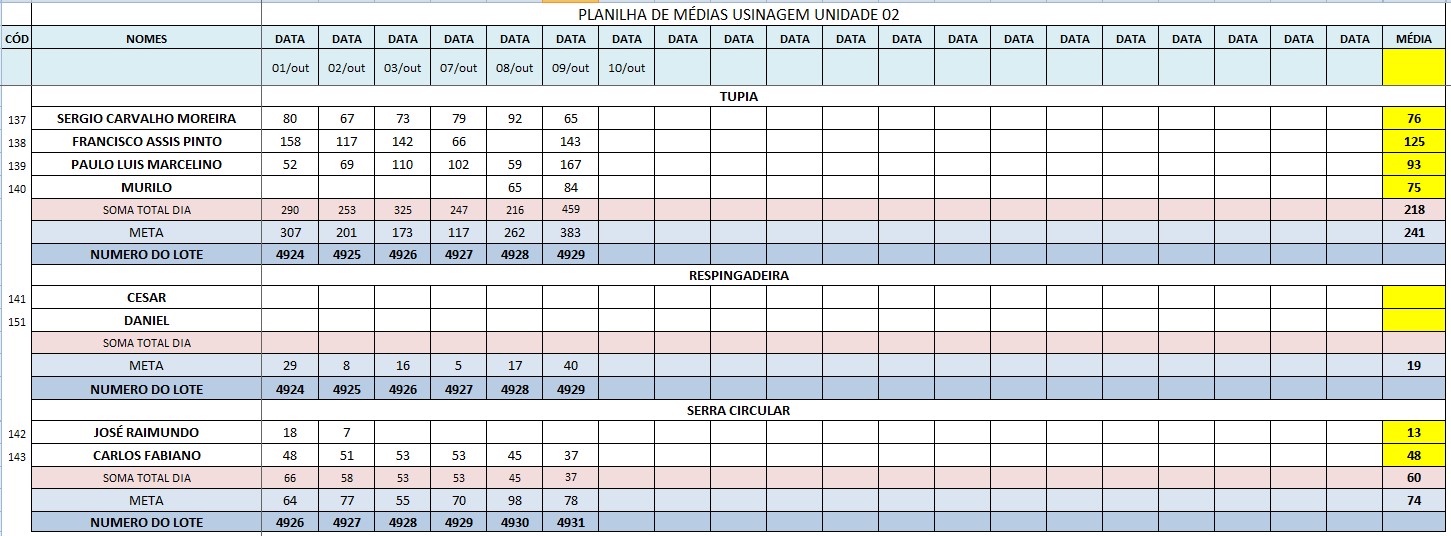 PLANILHA DE MÉDIAS USINAGEM UNIDADE 02
CÓD NOMES DATA DATA DATA DATA DATA DATA DATA DATA DATA DATA DATA DATA DATA DATA DATA DATA DATA DATA DATA DATA MÉDIA
01/out 02/out 03/out 07/out 08/out 09/out 10/out
TUPIA
137 SERGIO CARVALHO MOREIRA 80 67 73 79 92 65 76
138 FRANCISCO ASSIS PINTO 158 117 142 66 143 125
139 PAULO LUIS MARCELINO 52 69 110 102 59 167 93
140 MURILO 65 84 75
SOMA TOTAL DIA 290 253 325 247 216 459 218
META 307 201 173 117 262 383 241
NUMERO DO LOTE 4924 4925 4926 4927 4928 4929
RESPINGADEIRA
141 CESAR
151 DANIEL
SOMA TOTAL DIA
META 29 8 16 5 17 40 19
NUMERO DO LOTE 4924 4925 4926 4927 4928 4929
SERRA CIRCULAR
142 JOSÉ RAIMUNDO 18 7 13
143 CARLOS FABIANO 48 51 53 53 45 37 48
SOMA TOTAL DIA 66 58 53 53 45 37 60
META 64 77 55 70 98 78 74
NUMERO DO LOTE 4926 4927 4928 4929 4930 4931